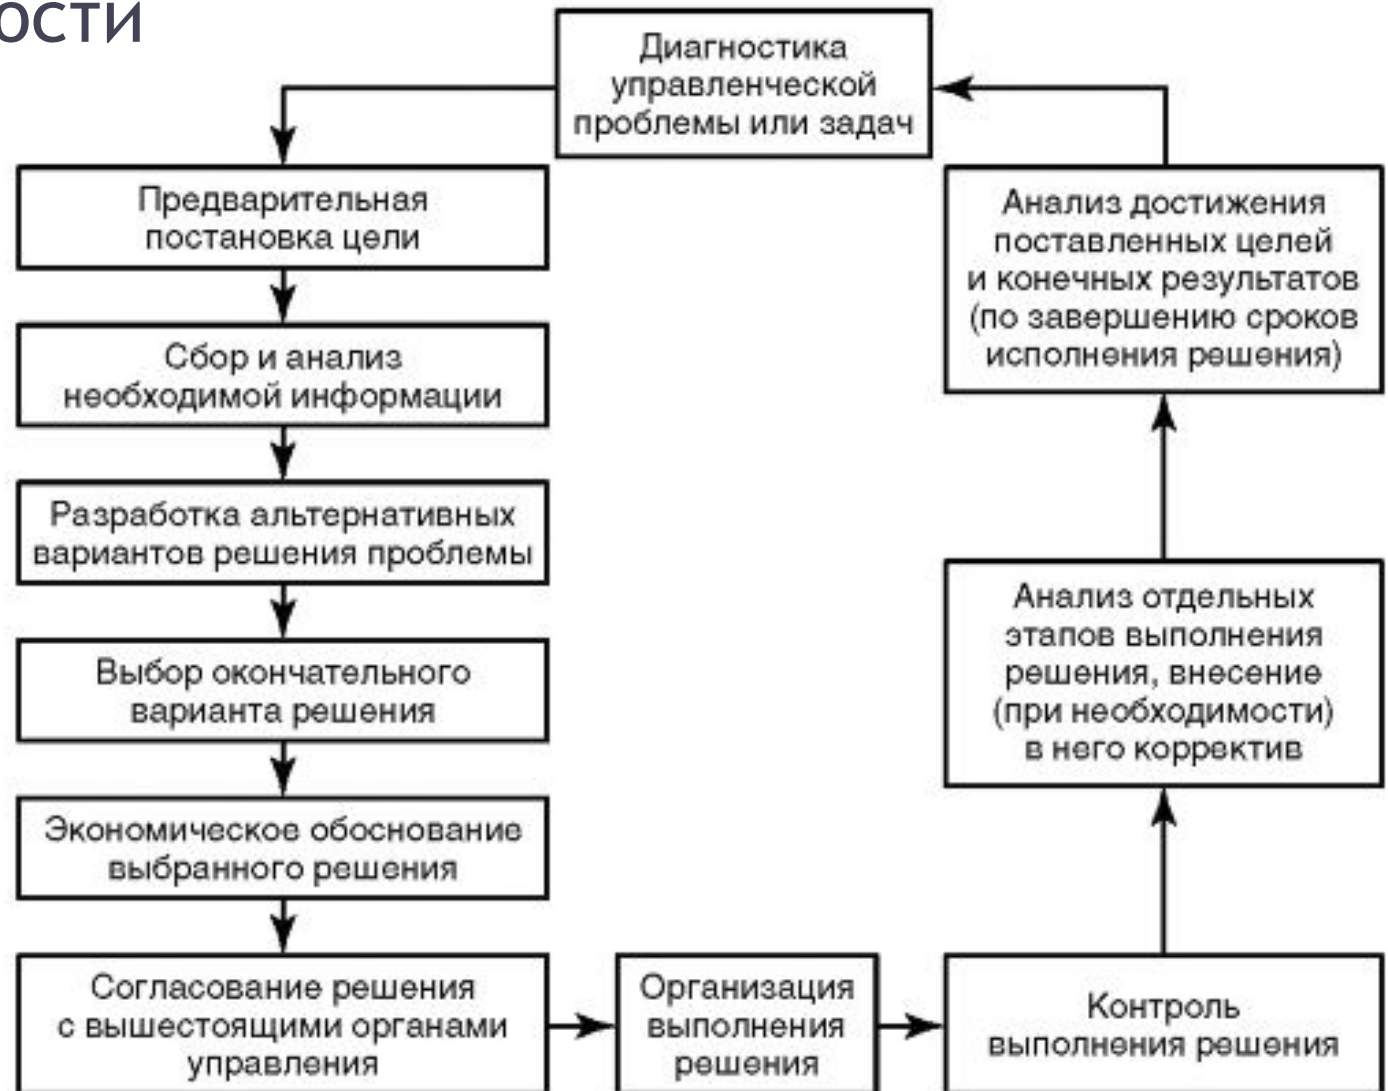 ости
Диагностика
управленческой
проблемы или задач
Предварительная
постановка цели
Сбор и анализ
необходимой информации
Разработка альтернативных
вариантов решения проблемы
Выбор окончательного
варианта решения
Экономическое обоснование
выбранного решения
Согласование решения
с вышестоящими органами
управления
Организация
выполнения
решения
Контроль
выполнения решения
Анализ отдельных
этапов выполнения
решения, внесение
(при необходимости)
в него корректив
Анализ достижения
поставленных целей
и конечных результатов
(по завершению сроков
исполнения решения)